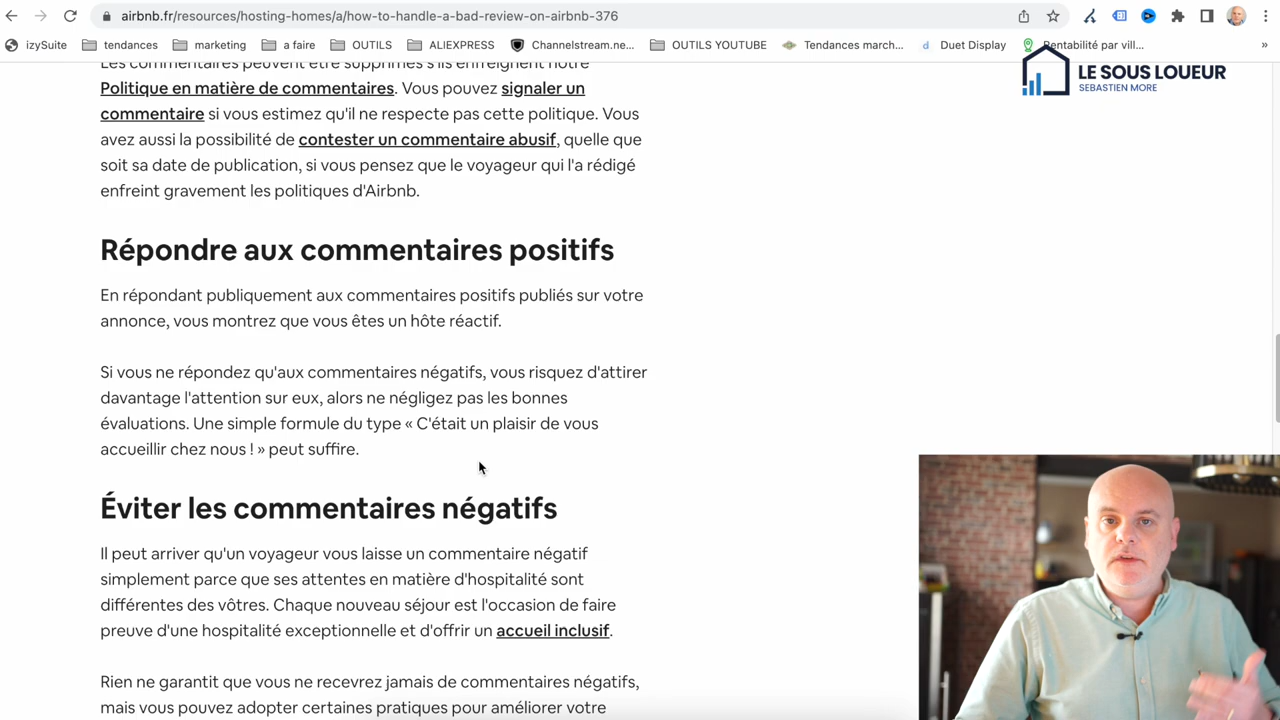 airbnb.fr/resources/hosting-homes/a/how-to-handle-a-bad-review-on-airbnb-376
izySuite tendances marketing a faire OUTILS ALIEXPRESS Channelstream.ne... OUTILS YOUTUBE Tendances march... Duet Display Rentabilité par vill... »
LE SOUS LOUEUR
SEBASTIEN MORE
Les commentaires peuvent être supprimés s'ils enfreignent notre
Politique en matière de commentaires. Vous pouvez signaler un
commentaire si vous estimez qu'il ne respecte pas cette politique. Vous
avez aussi la possibilité de contester un commentaire abusif, quelle que
soit sa date de publication, si vous pensez que le voyageur qui l'a rédigé
enfreint gravement les politiques d'Airbnb.
Répondre aux commentaires positifs
En répondant publiquement aux commentaires positifs publiés sur votre
annonce, vous montrez que vous êtes un hôte réactif.
Si vous ne répondez qu'aux commentaires négatifs, vous risquez d'attirer
davantage l'attention sur eux, alors ne négligez pas les bonnes
évaluations. Une simple formule du type « C'était un plaisir de vous
accueillir chez nous ! » peut suffire.
Éviter les commentaires négatifs
Il peut arriver qu'un voyageur vous laisse un commentaire négatif
simplement parce que ses attentes en matière d'hospitalité sont
différentes des vôtres. Chaque nouveau séjour est l'occasion de faire
preuve d'une hospitalité exceptionnelle et d'offrir un accueil inclusif.
Rien ne garantit que vous ne recevrez jamais de commentaires négatifs,
mais vous pouvez adopter certaines pratiques pour améliorer votre